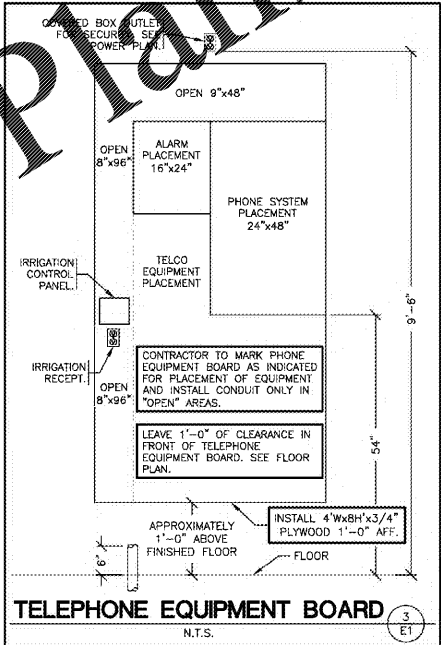 Plan
COVERED BOX OUTLET
FOR SECURITY. SEE
POWER PLAN.
OPEN 9"x48"
OPEN
8"x96"
ALARM
PLACEMENT
16"x24"
PHONE SYSTEM
PLACEMENT
24"x48"
TELCO
EQUIPMENT
PLACEMENT
IRRIGATION
CONTROL
PANEL.
9'-6"
IRRIGATION
RECEPT.
OPEN
8"x96"
CONTRACTOR TO MARK PHONE
EQUIPMENT BOARD AS INDICATED
FOR PLACEMENT OF EQUIPMENT
AND INSTALL CONDUIT ONLY IN
"OPEN" AREAS.
54"
LEAVE 1'-0" OF CLEARANCE IN
FRONT OF TELEPHONE
EQUIPMENT BOARD. SEE FLOOR
PLAN.
INSTALL 4'Wx8H'x3/4"
PLYWOOD 1'-0" AFF.
APPROXIMATELY
1'-0" ABOVE
FINISHED FLOOR
6"
FLOOR
TELEPHONE EQUIPMENT BOARD
3
E1
N.T.S.